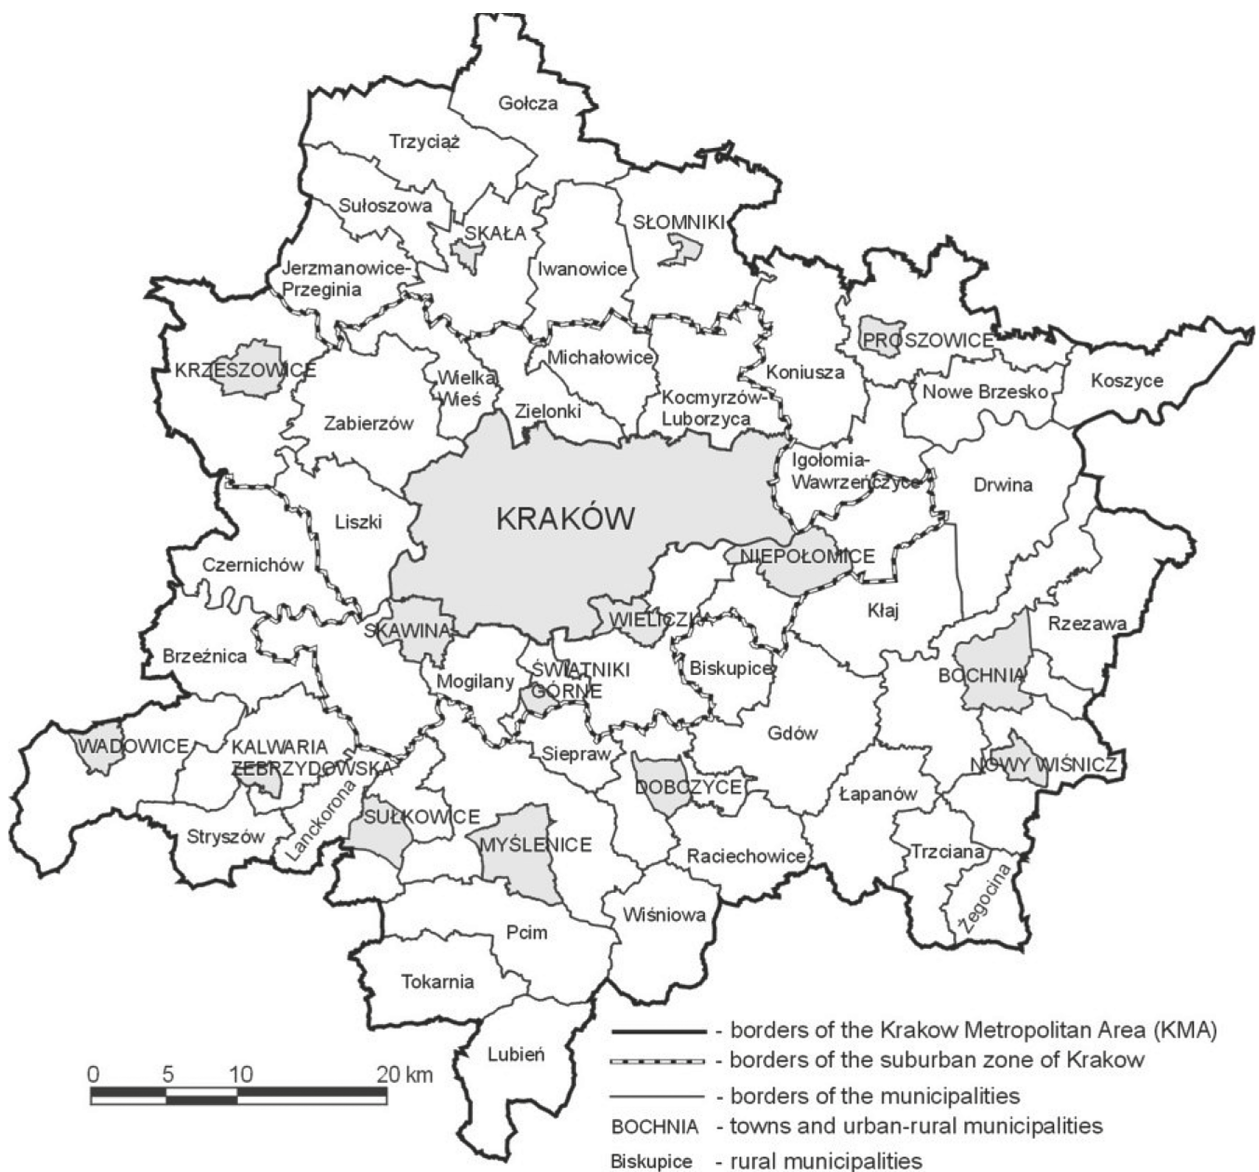 Gołcza
Trzyciąż
Sułoszowa
SKAŁA
SŁOMNIKI
Jerzmanowice-
Przeginia
Iwanowice
KRZESZOWICE
PROSZOWICE
Michałowice
Koniusza
Wielka
Wieś
Koszyce
Nowe Brzesko
Kocmyrzów-
Luborzyca
Zabierzów
Zielonki
Igołomia-
Wawrzeńczyce
Drwina
Liszki
KRAKÓW
NIEPOŁOMICE
Czernichów
Kłaj
WIELICZKA
SKAWINA
Rzezawa
Brzeźnica
Mogilany
ŚWIĄTNIKI
GÓRNE
Biskupice
BOCHNIA
WADOWICE
KALWARIA
ZEBRZYDOWSKA
Siepraw
Gdów
NOWY WIŚNICZ
DOBCZYCE
Łapanów
Lanckorona
SUŁKOWICE
Stryszów
MYŚLENICE
Raciechowice
Trzciana
Żegocina
Wiśniowa
Pcim
Tokarnia
Lubień
0 5 10 20 km
- borders of the Krakow Metropolitan Area (KMA)
- borders of the suburban zone of Krakow
- borders of the municipalities
BOCHNIA - towns and urban-rural municipalities
Biskupice - rural municipalities